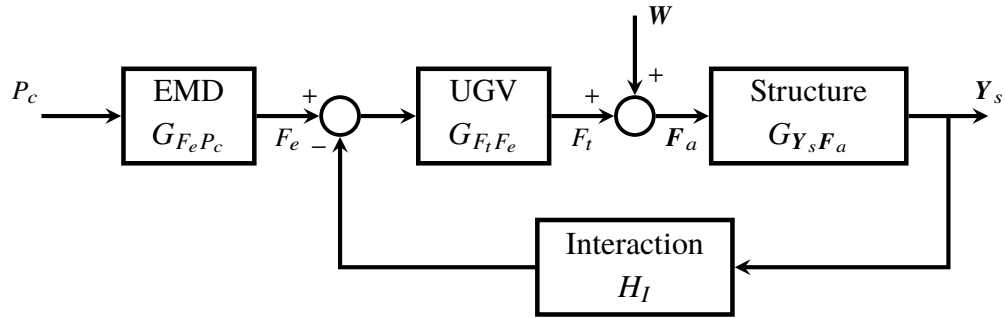 W
P_c
EMD
G_{F_e P_c}
+
F_e
−
UGV
G_{F_t F_e}
+
F_t
+
F_a
Structure
G_{Y_s F_a}
Y_s
Interaction
H_I